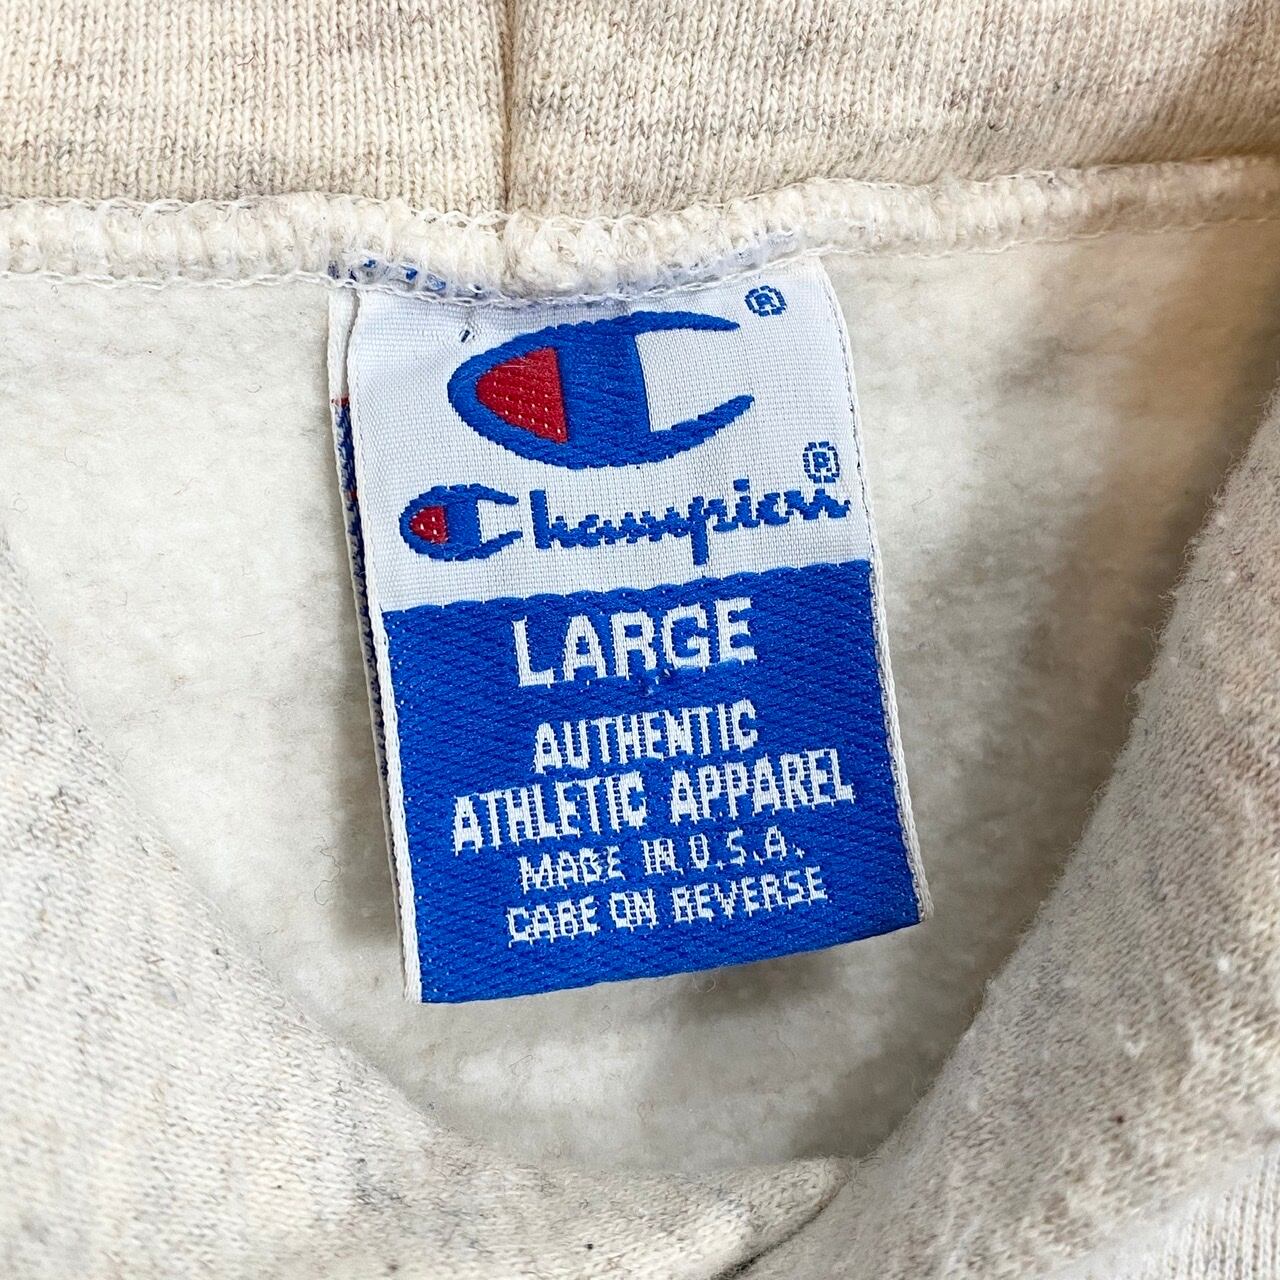 ®
Champion®
LARGE
AUTHENTIC
ATHLETIC APPAREL
MADE IN U.S.A.
CARE ON REVERSE